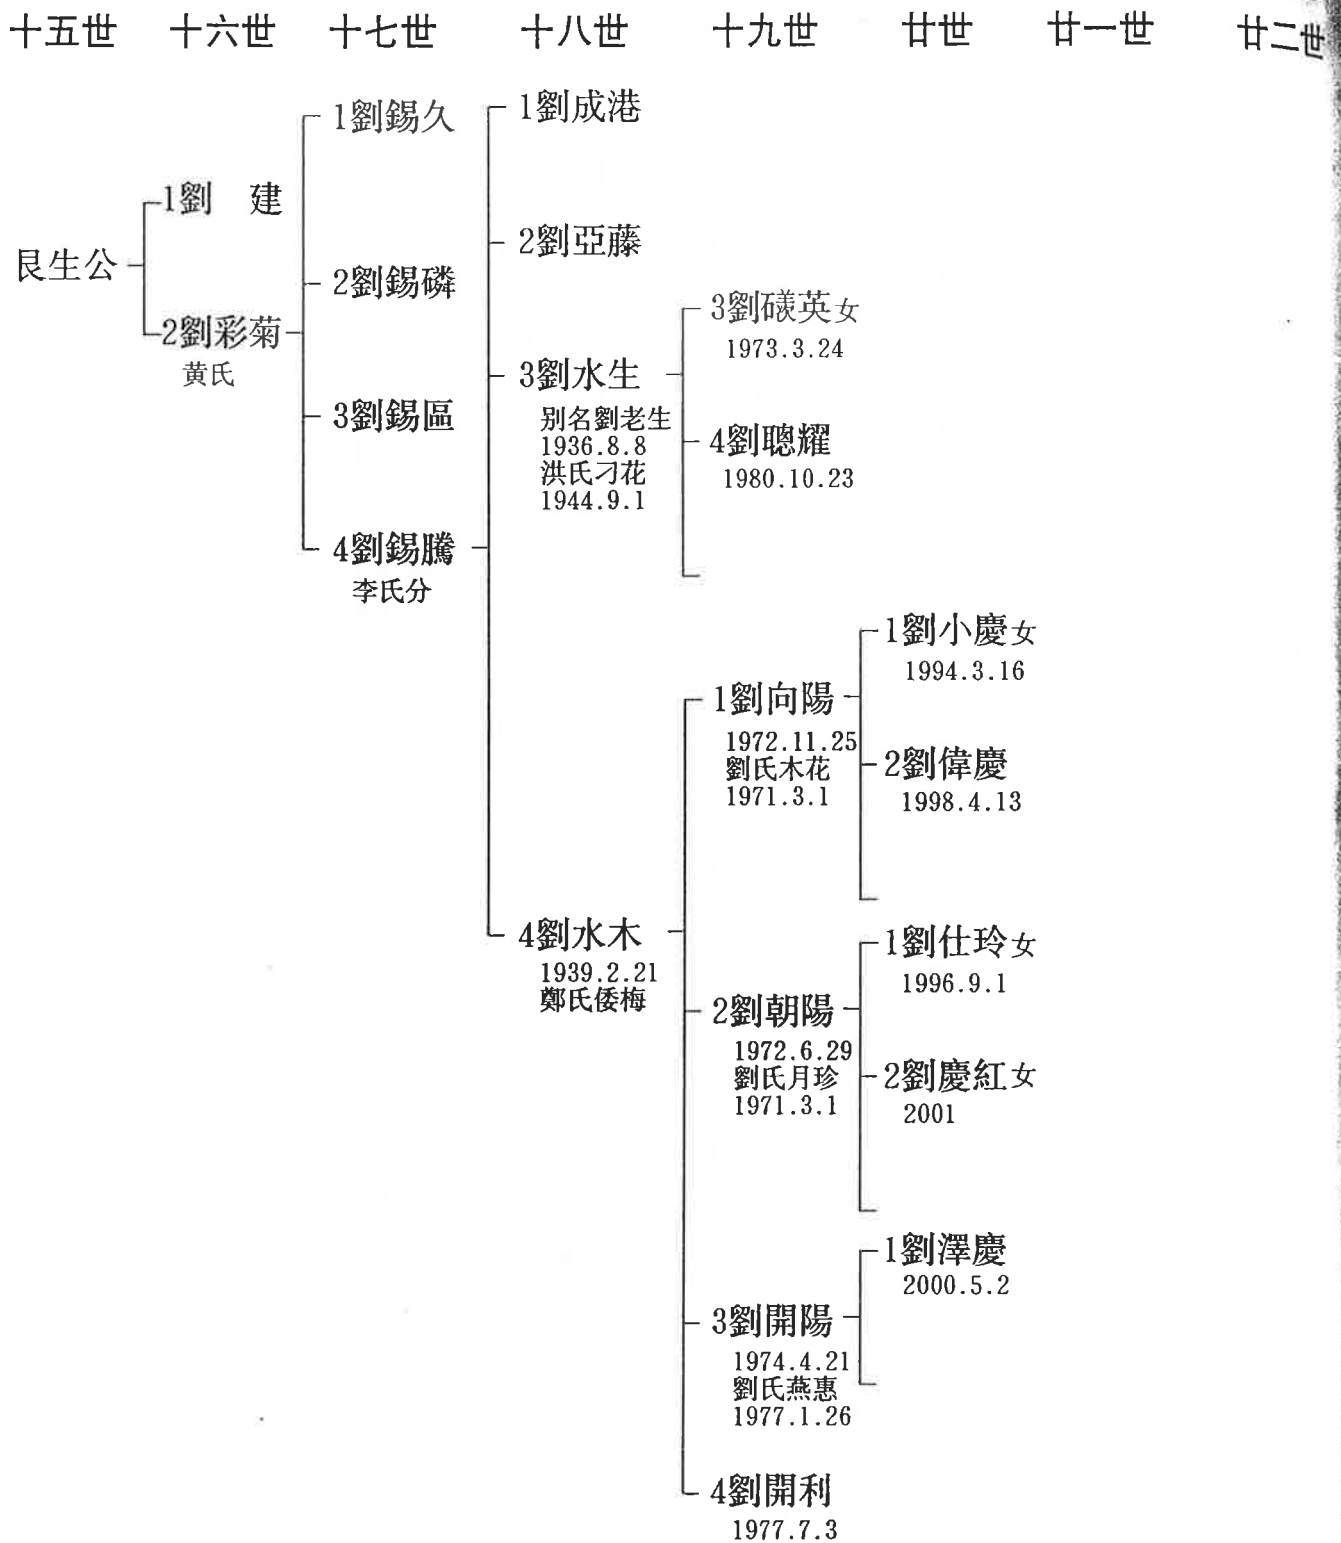 十五世 十六世 十七世 十八世 十九世 廿世 廿一世 廿二世
艮生公
1劉 建
2劉彩菊
黄氏
1劉錫久
2劉錫磷
3劉錫區
4劉錫騰
李氏分
1劉成港
2劉亞藤
3劉水生
別名劉老生
1936.8.8
洪氏刁花
1944.9.1
4劉水木
1939.2.21
鄭氏倭梅
3劉礤英女
1973.3.24
4劉聰耀
1980.10.23
1劉向陽
1972.11.25
劉氏木花
1971.3.1
2劉朝陽
1972.6.29
劉氏月珍
1971.3.1
3劉開陽
1974.4.21
劉氏燕惠
1977.1.26
4劉開利
1977.7.3
1劉小慶女
1994.3.16
2劉偉慶
1998.4.13
1劉仕玲女
1996.9.1
2劉慶紅女
2001
1劉澤慶
2000.5.2